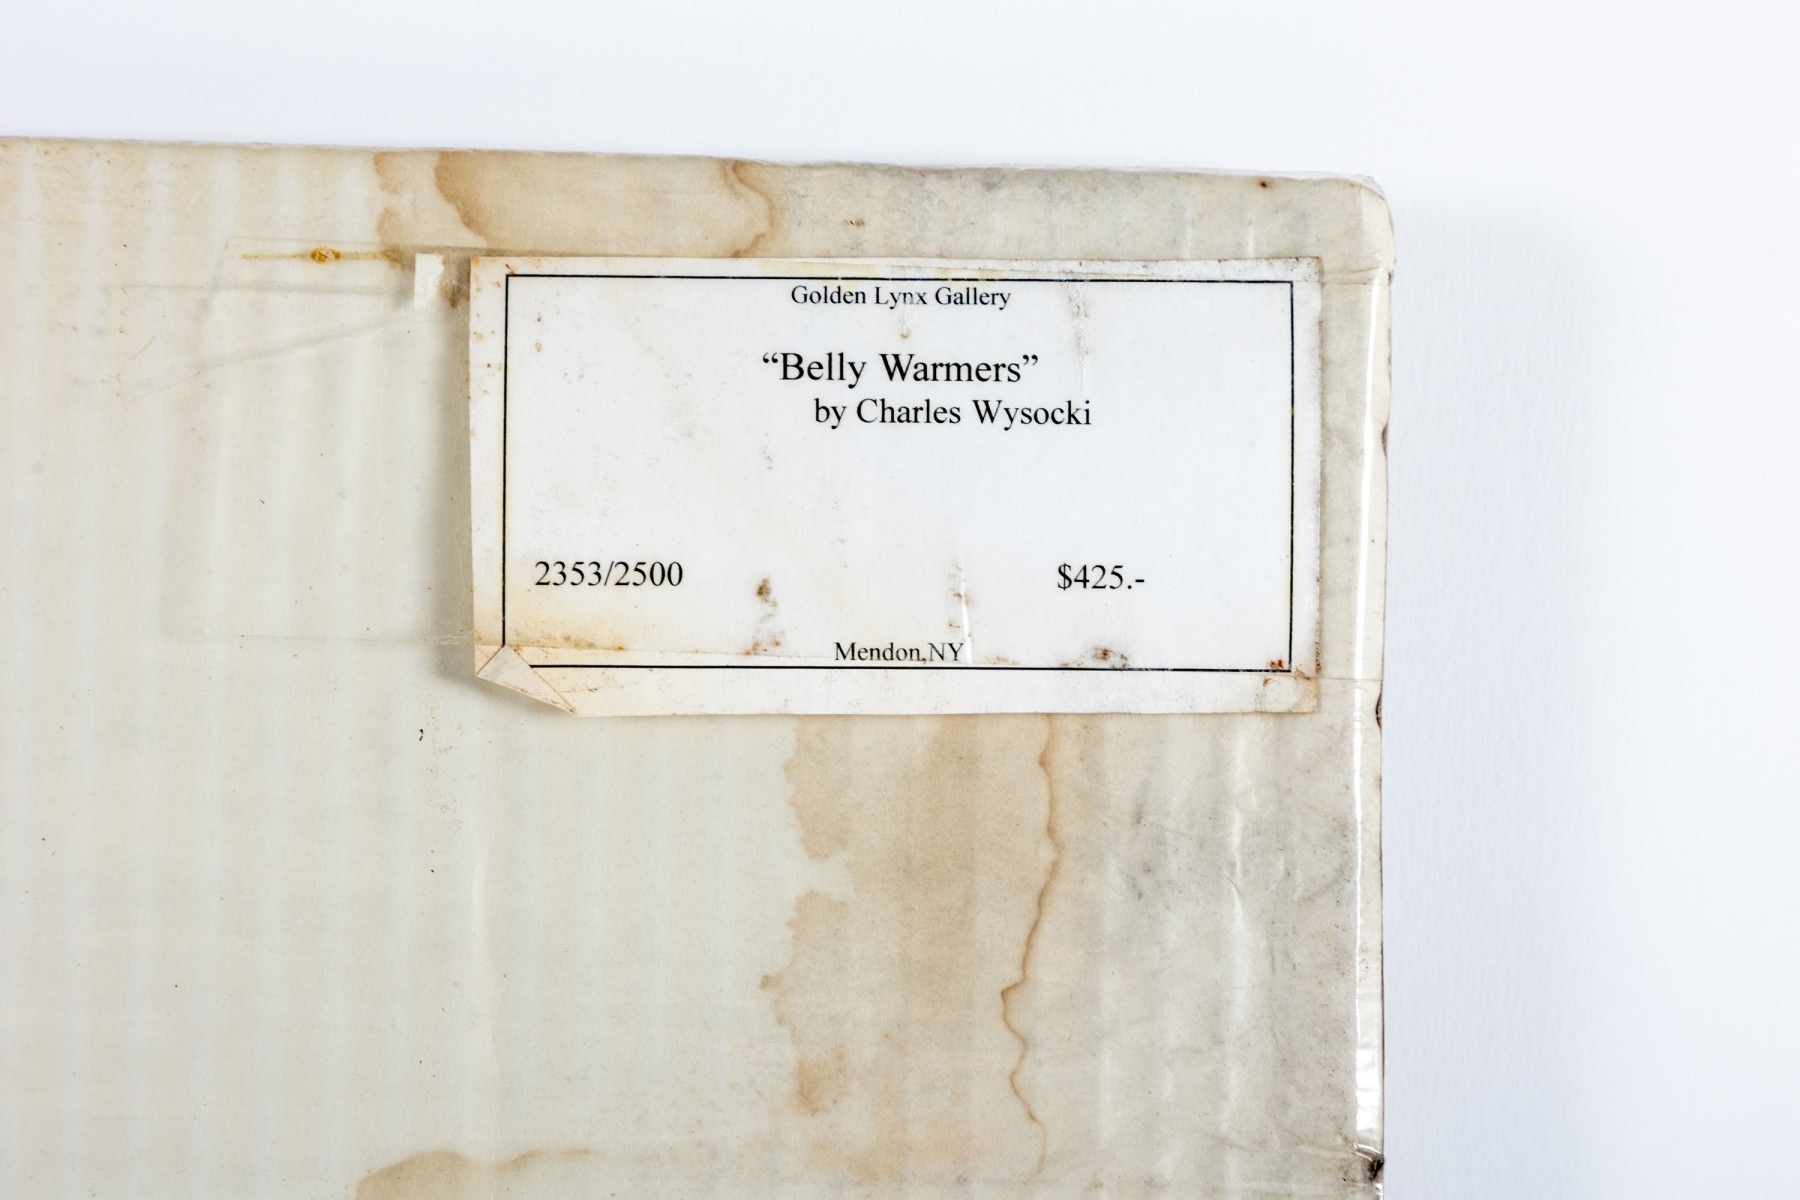 Golden Lynx Gallery
“Belly Warmers”
by Charles Wysocki
2353/2500 $425.-
Mendon,NY